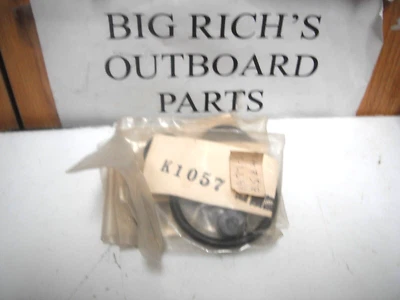 BIG RICH'S
OUTBOARD
PARTS
K1057